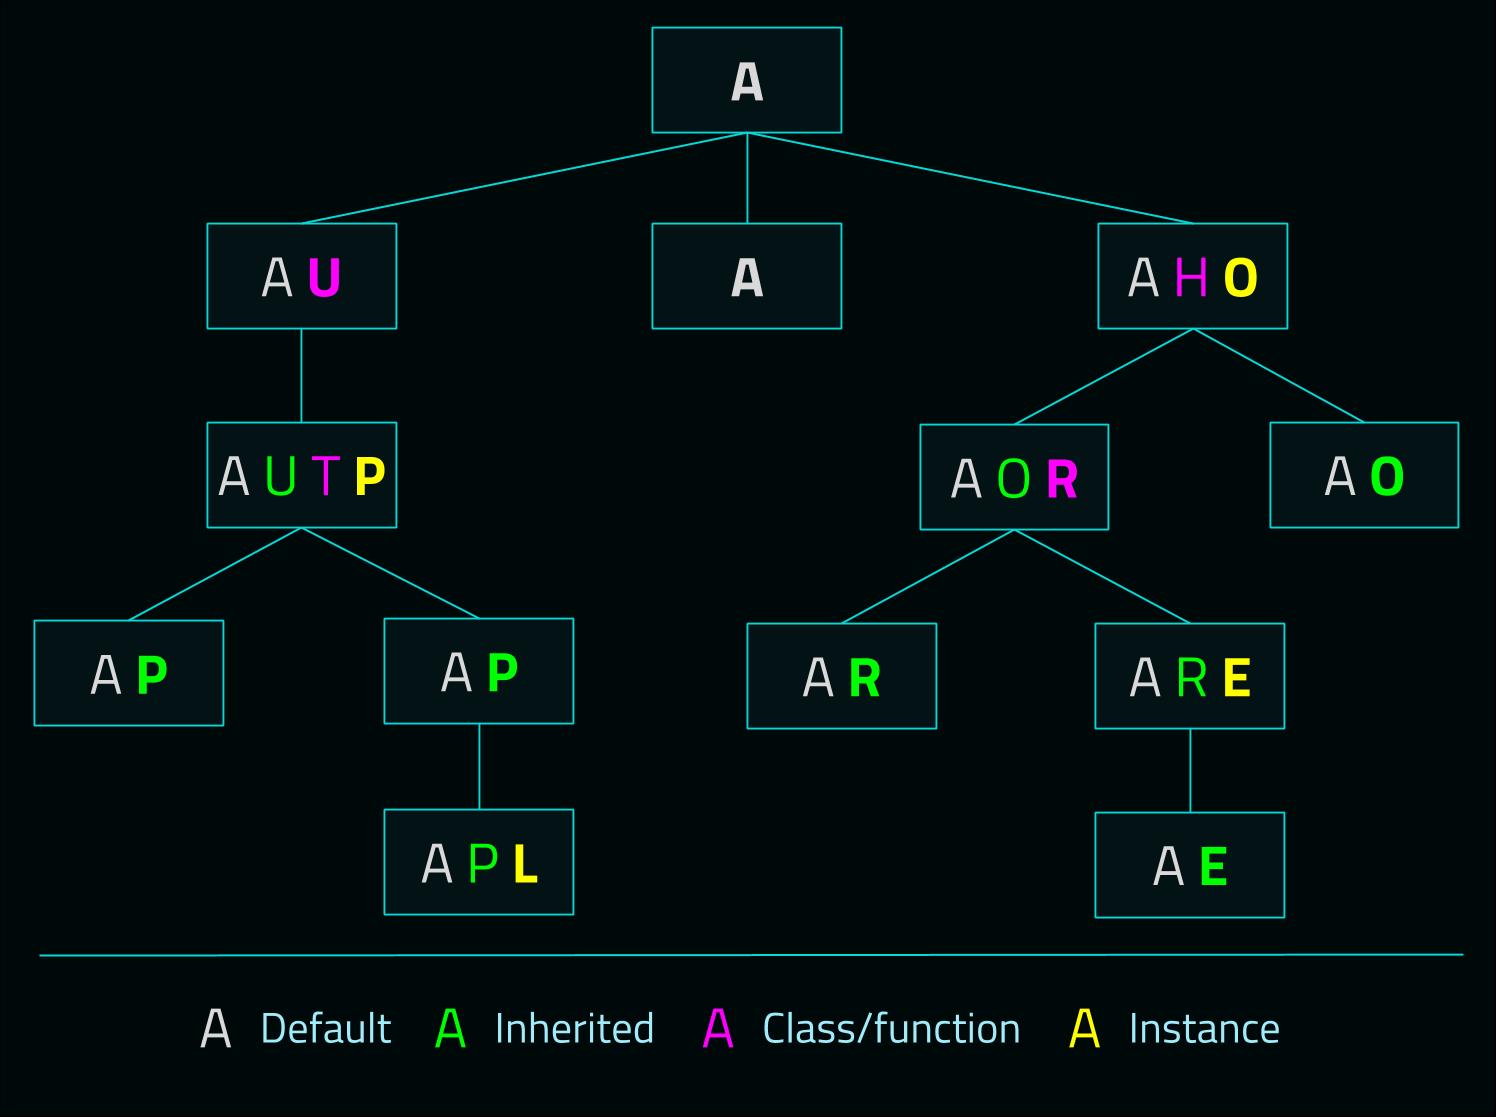 A
A U
A
A H O
A U T P
A O R
A O
A P
A P
A R
A R E
A P L
A E
A Default A Inherited A Class/function A Instance